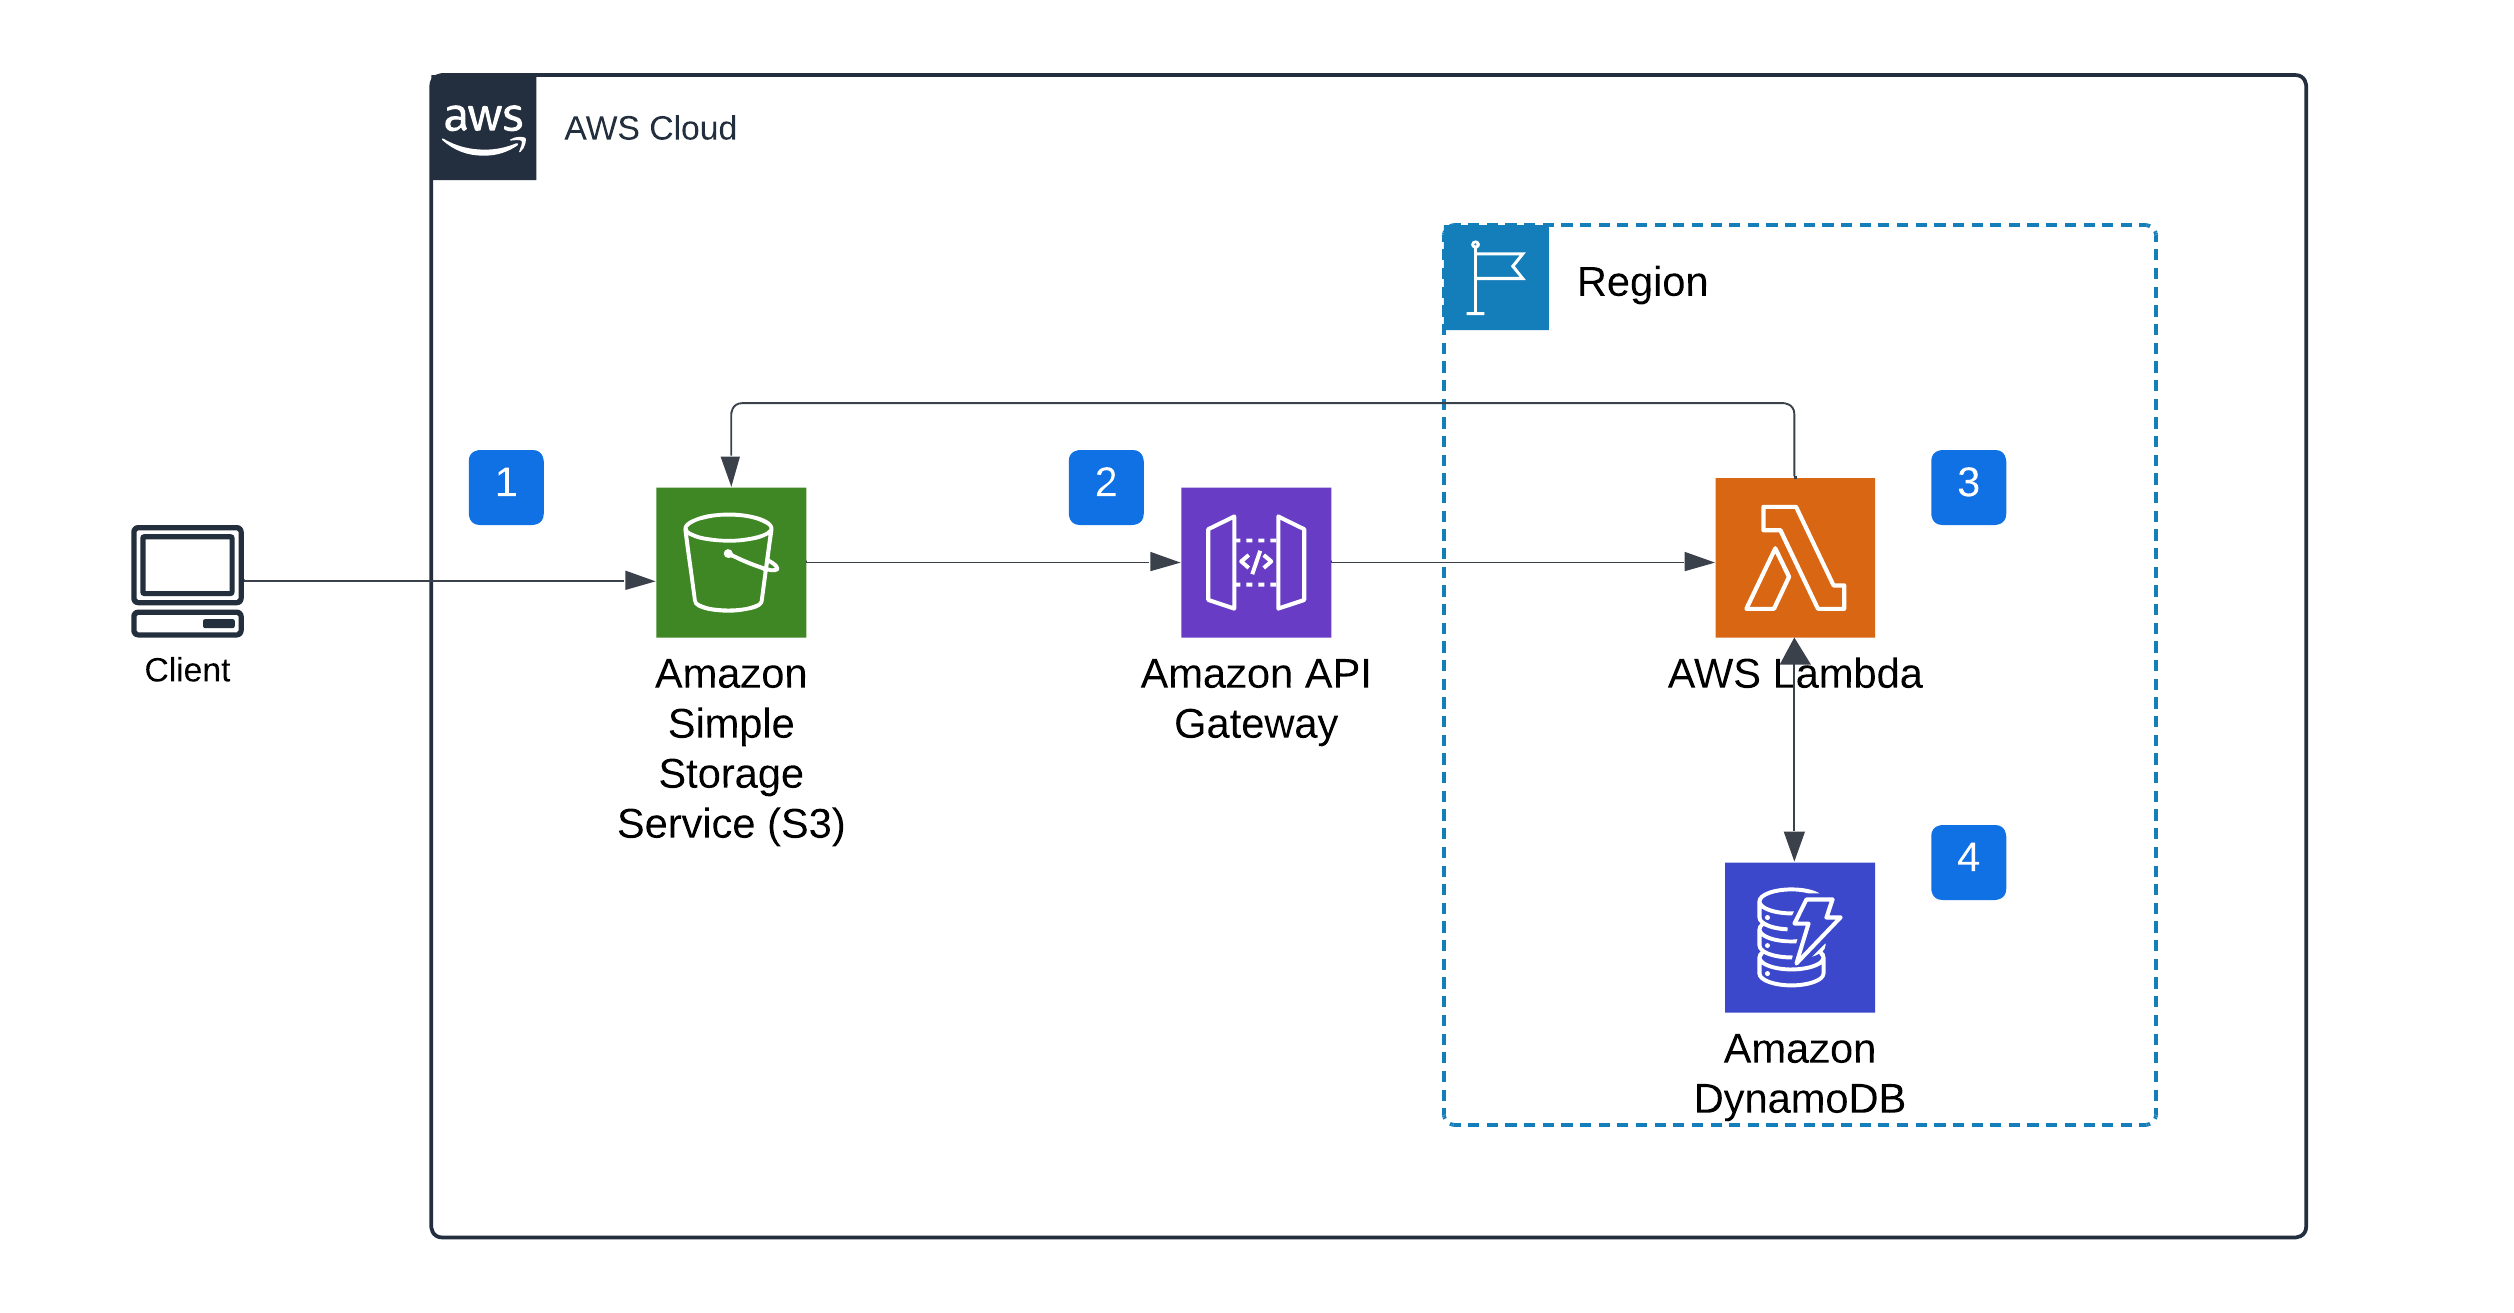 aws
AWS Cloud
Region
1
2
3
Client
Amazon
Simple
Storage
Service (S3)
Amazon API
Gateway
AWS Lambda
4
Amazon
DynamoDB